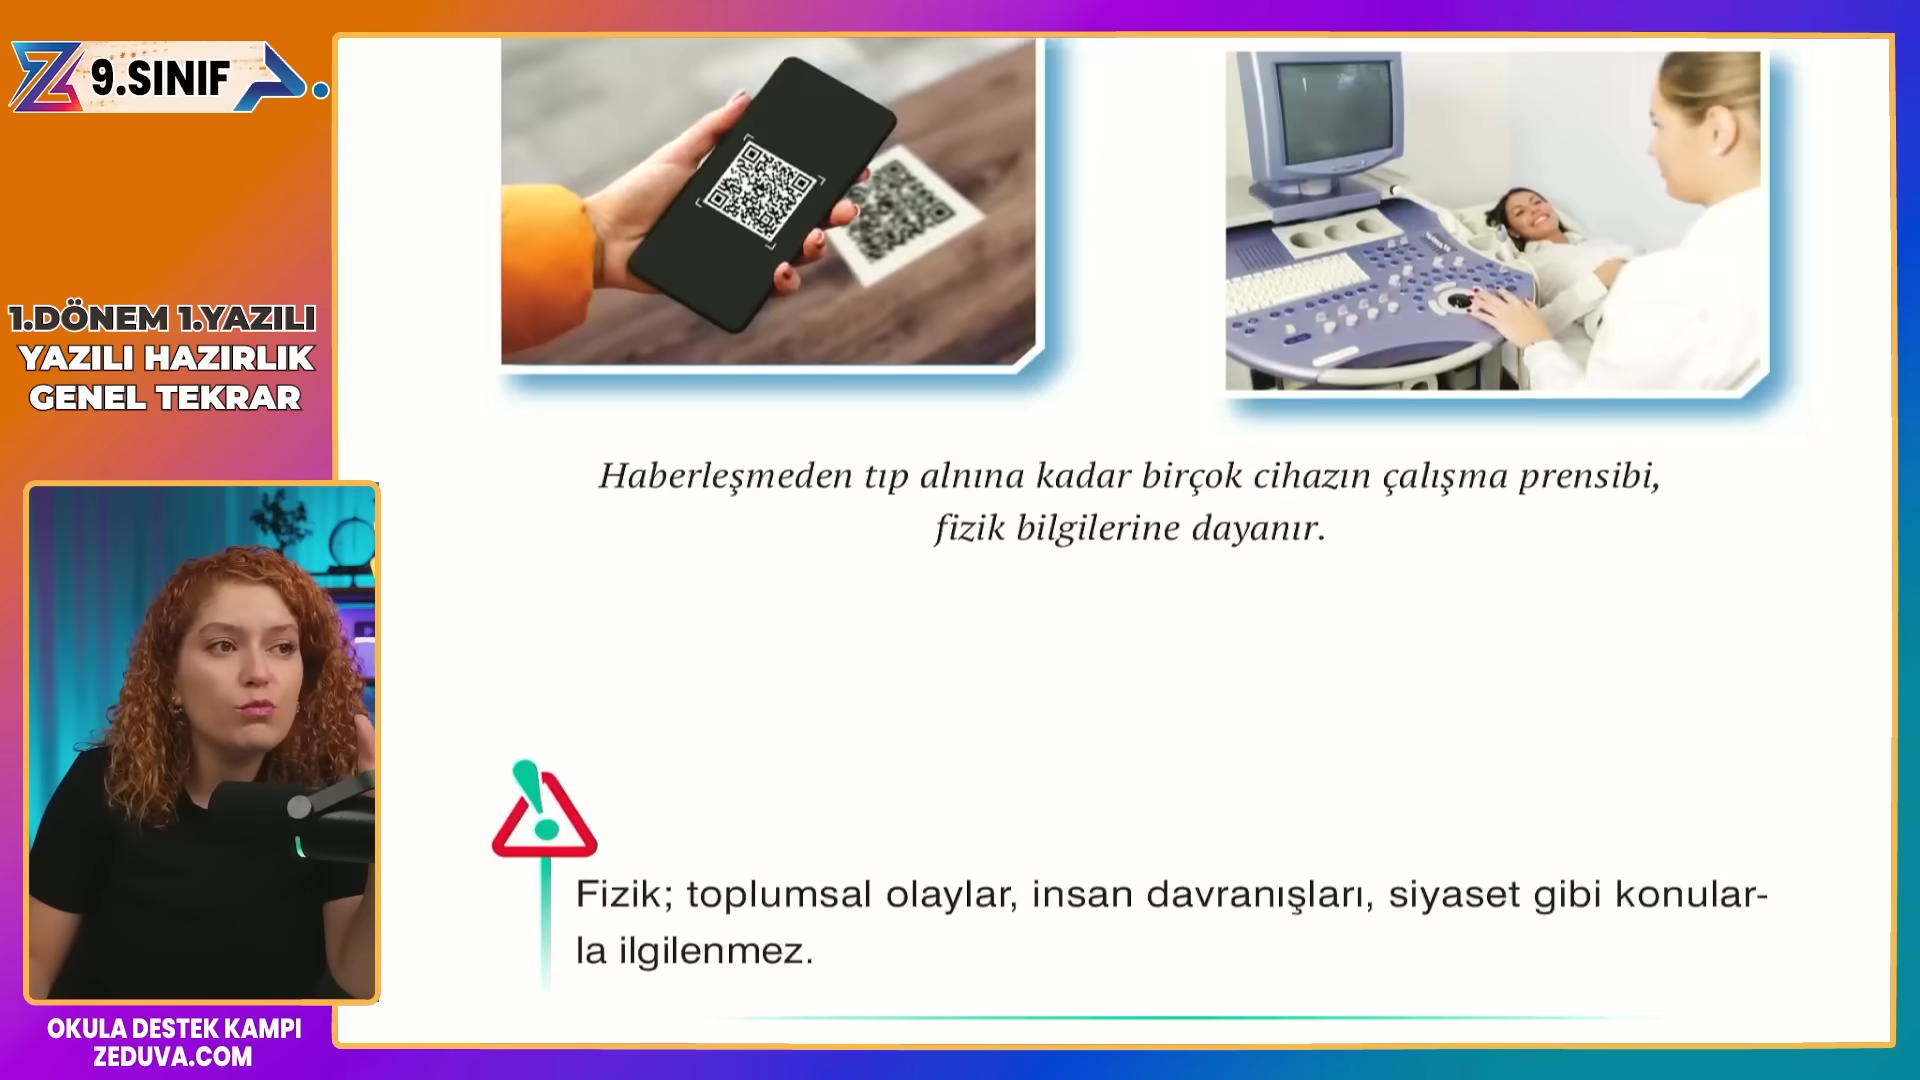 9.SINIF
1.DÖNEM 1.YAZILI
YAZILI HAZIRLIK
GENEL TEKRAR
Haberleşmeden tıp alnına kadar birçok cihazın çalışma prensibi,
fizik bilgilerine dayanır.
Fizik; toplumsal olaylar, insan davranışları, siyaset gibi konular-
la ilgilenmez.
OKULA DESTEK KAMPI
ZEDUVA.COM